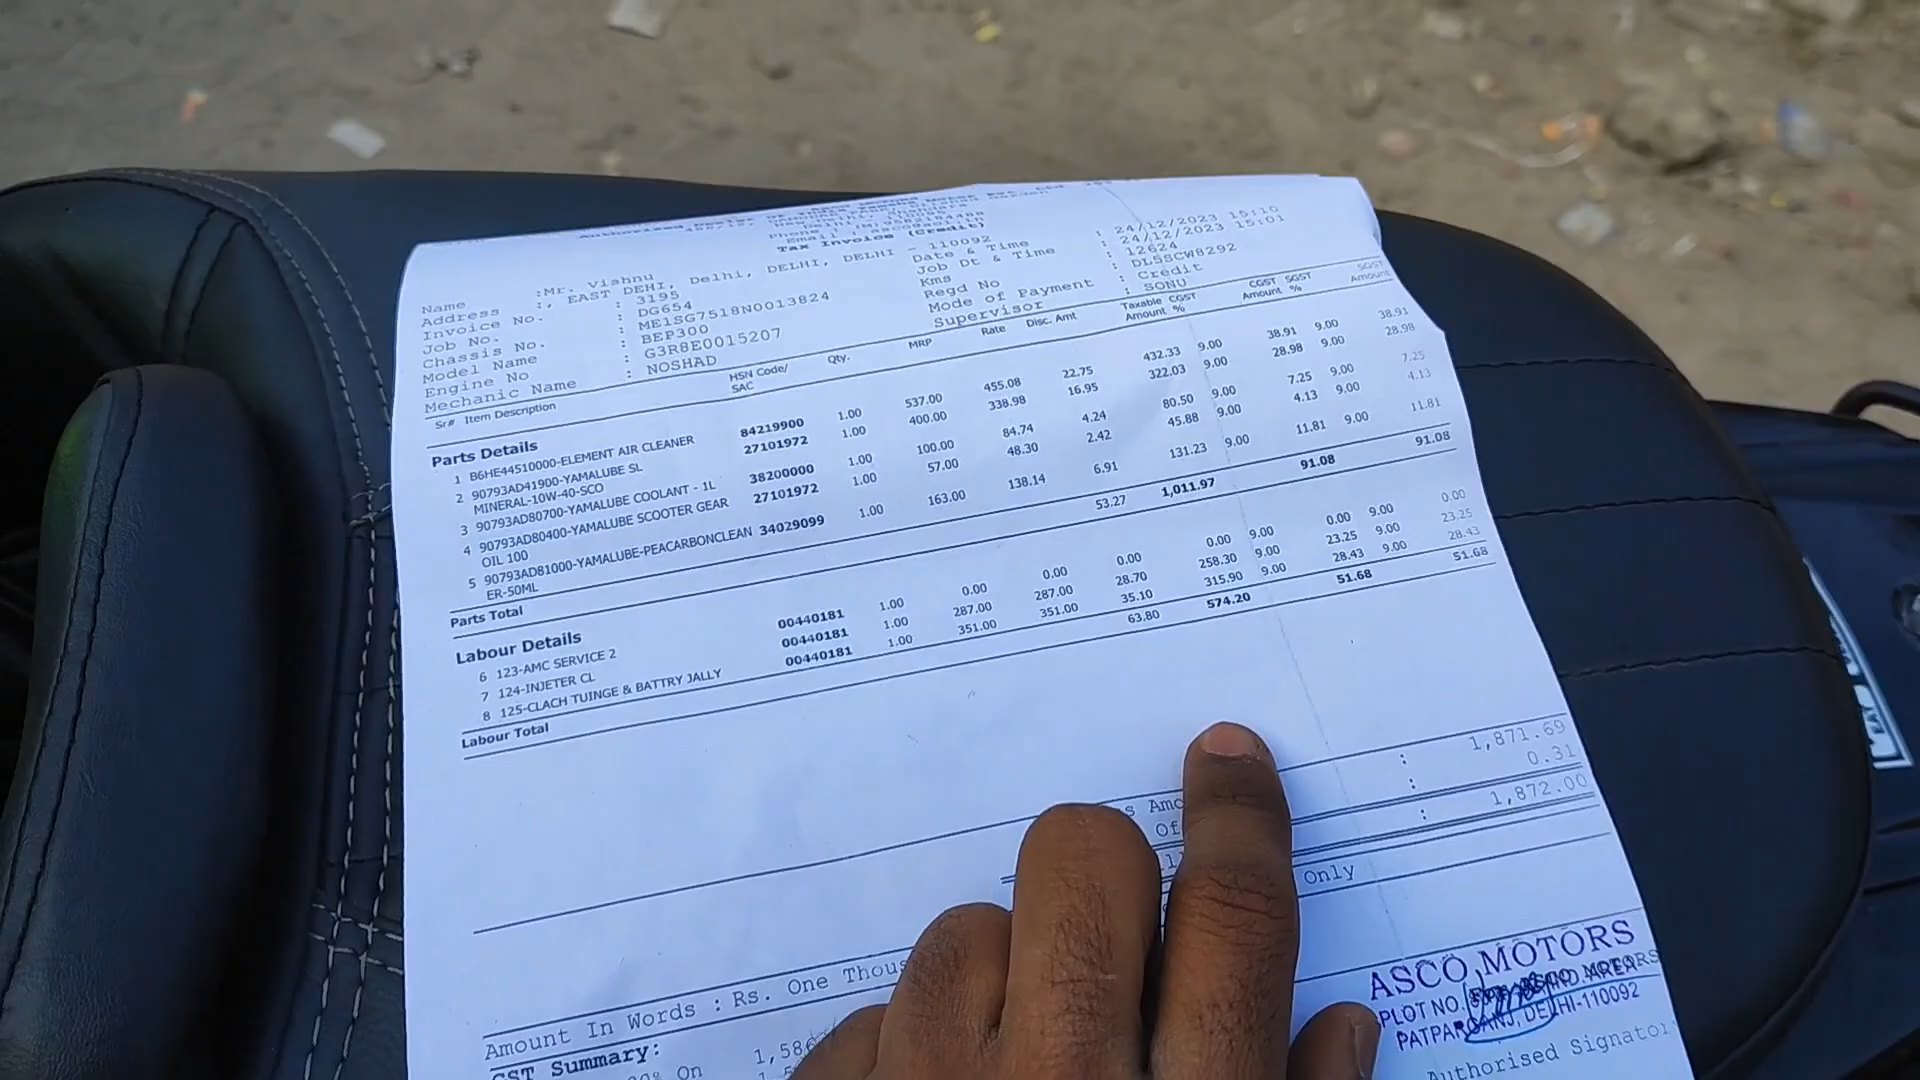 Tax Invoice (Credit)
Name :Mr. Vishnu
Address :, EAST DEHI, Delhi, DELHI, DELHI - 110092
Invoice No. : 3195
Job No. : DG654
Chassis No. : ME1SG7518N0013824
Model Name : BEP300
Engine No : G3R8E0015207
Mechanic Name : NOSHAD
Date & Time : 24/12/2023 15:10
Job Dt & Time : 24/12/2023 15:01
Kms : 12624
Regd No : DL5SCW8292
Mode of Payment : Credit
Supervisor : SONU
Sr# Item Description HSN Code/ SAC Qty. MRP Rate Disc. Amt Taxable Amount CGST % CGST Amount SGST % SGST Amount
Parts Details
1 B6HE44510000-ELEMENT AIR CLEANER 84219900 1.00 537.00 455.08 22.75 432.33 9.00 38.91 9.00 38.91
2 90793AD41900-YAMALUBE SL 27101972 1.00 400.00 338.98 16.95 322.03 9.00 28.98 9.00 28.98
MINERAL-10W-40-SCO
3 90793AD80700-YAMALUBE COOLANT - 1L 38200000 1.00 100.00 84.74 4.24 80.50 9.00 7.25 9.00 7.25
4 90793AD80400-YAMALUBE SCOOTER GEAR 27101972 1.00 57.00 48.30 2.42 45.88 9.00 4.13 9.00 4.13
OIL 100
5 90793AD81000-YAMALUBE-PEACARBONCLEAN 34029099 1.00 163.00 138.14 6.91 131.23 9.00 11.81 9.00 11.81
ER-50ML
Parts Total 53.27 1,011.97 91.08 91.08
Labour Details
6 123-AMC SERVICE 2 00440181 1.00 0.00 0.00 0.00 0.00 9.00 0.00 9.00 0.00
7 124-INJETER CL 00440181 1.00 287.00 287.00 28.70 258.30 9.00 23.25 9.00 23.25
8 125-CLACH TUINGE & BATTRY JALLY 00440181 1.00 351.00 351.00 35.10 315.90 9.00 28.43 9.00 28.43
Labour Total 63.80 574.20 51.68 51.68
: 1,871.69
Of : 0.31
: 1,872.00
Amount In Words : Rs. One Thous Only
Summary:
On
ASCO MOTORS
PLOT NO.
PATPARGANJ, DELHI-110092
Authorised Signator